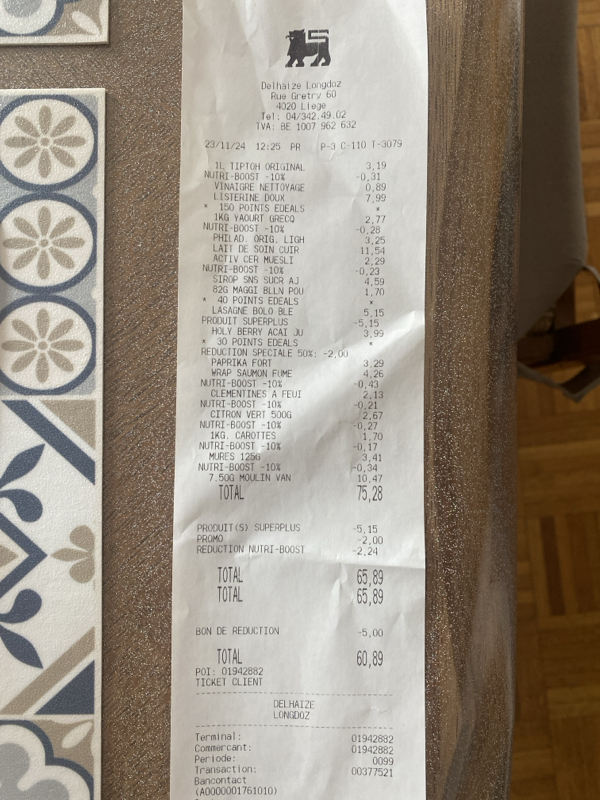 Delhaize Longdoz
Rue Gretry 60
4020 Liege
Tel: 04/342.49.02
TVA: BE 1007 962 632
23/11/24 12:25 PR P-3 C-110 T-3079
1L TIPTOH ORIGINAL 3,19
NUTRI-BOOST -10% -0,31
VINAIGRE NETTOYAGE 0,89
LISTERINE DOUX 7,99
* 150 POINTS EDEALS *
1KG YAOURT GRECQ 2,77
NUTRI-BOOST -10% -0,28
PHILAD. ORIG. LIGH 3,25
LAIT DE SOIN CUIR 11,54
ACTIV CER MUESLI 2,29
NUTRI-BOOST -10% -0,23
SIROP SNS SUCR AJ 4,59
82G MAGGI BLLN POU 1,70
* 40 POINTS EDEALS *
LASAGNE BOLO BLE 5,15
PRODUIT SUPERPLUS -5,15
HOLY BERRY ACAI JU 3,99
* 30 POINTS EDEALS *
REDUCTION SPECIALE 50%: -2,00
PAPRIKA FORT 3,29
WRAP SAUMON FUME 4,26
NUTRI-BOOST -10% -0,43
CLEMENTINES A FEUI 2,13
NUTRI-BOOST -10% -0,21
CITRON VERT 500G 2,67
NUTRI-BOOST -10% -0,27
1KG. CAROTTES 1,70
NUTRI-BOOST -10% -0,17
MURES 125G 3,41
NUTRI-BOOST -10% -0,34
7.50G MOULIN VAN 10,47
TOTAL 75,28
PRODUIT(S) SUPERPLUS -5,15
PROMO -2,00
REDUCTION NUTRI-BOOST -2,24
TOTAL 65,89
TOTAL 65,89
BON DE REDUCTION -5,00
TOTAL 60,89
POI: 01942882
TICKET CLIENT
DELHAIZE
LONGDOZ
Terminal: 01942882
Commercant: 01942882
Periode: 0099
Transaction: 00377521
Bancontact
(A0000001761010)